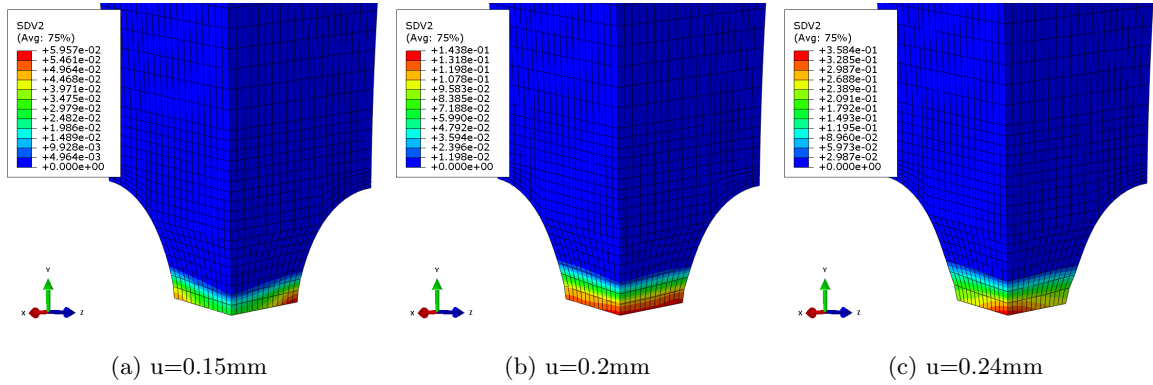 SDV2
(Avg: 75%)
+5.957e-02
+5.461e-02
+4.964e-02
+4.468e-02
+3.971e-02
+3.475e-02
+2.979e-02
+2.482e-02
+1.986e-02
+1.489e-02
+9.928e-03
+4.964e-03
+0.000e+00
Y
X
Z
(a) u=0.15mm
SDV2
(Avg: 75%)
+1.438e-01
+1.318e-01
+1.198e-01
+1.078e-01
+9.583e-02
+8.385e-02
+7.188e-02
+5.990e-02
+4.792e-02
+3.594e-02
+2.396e-02
+1.198e-02
+0.000e+00
Y
X
Z
(b) u=0.2mm
SDV2
(Avg: 75%)
+3.584e-01
+3.285e-01
+2.987e-01
+2.688e-01
+2.389e-01
+2.091e-01
+1.792e-01
+1.493e-01
+1.195e-01
+8.960e-02
+5.973e-02
+2.987e-02
+0.000e+00
Y
X
Z
(c) u=0.24mm